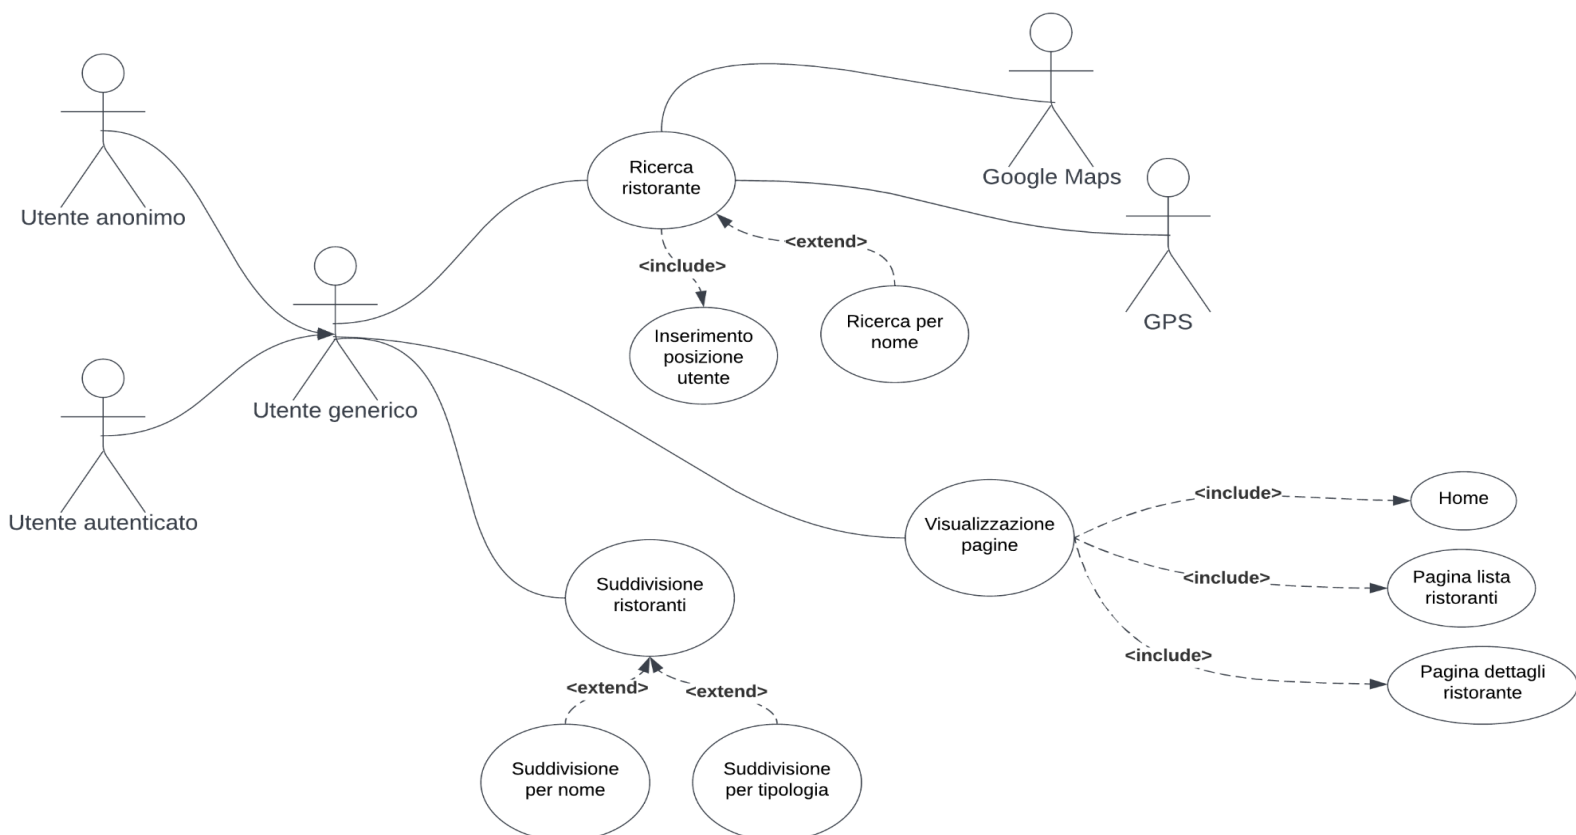 Utente anonimo
Ricerca
ristorante
Google Maps
GPS
<include>
<extend>
Inserimento
posizione
utente
Ricerca per
nome
Utente generico
Utente autenticato
Visualizzazione
pagine
<include>
Home
<include>
Pagina lista
ristoranti
<include>
Pagina dettagli
ristorante
Suddivisione
ristoranti
<extend>
<extend>
Suddivisione
per nome
Suddivisione
per tipologia